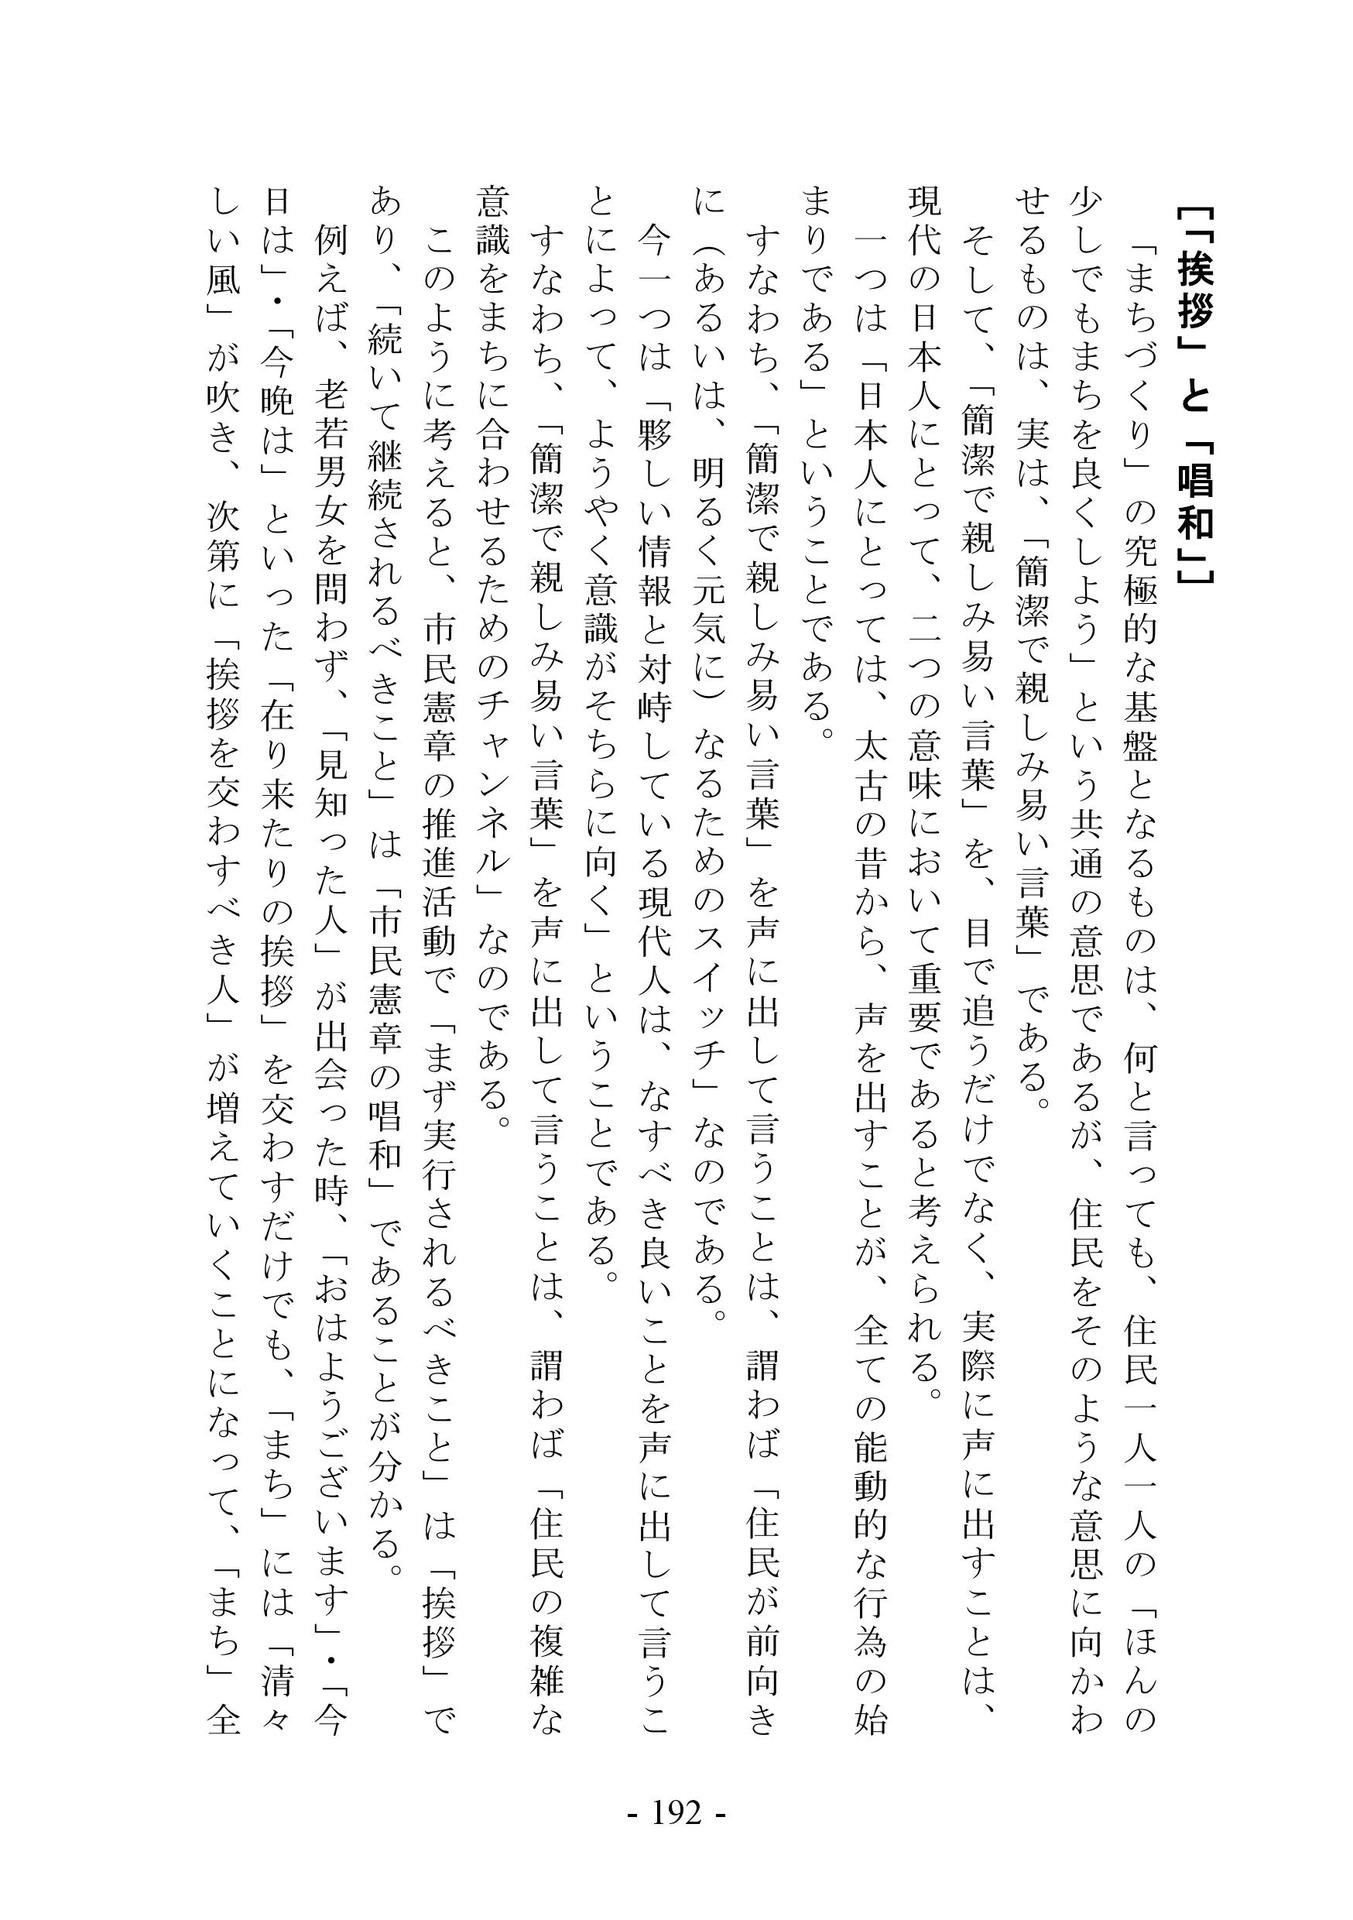 ［「挨拶」と「唱和」］
「まちづくり」の究極的な基盤となるものは、何と言っても、住民一人一人の「ほんの
少しでもまちを良くしよう」という共通の意思であるが、住民をそのような意思に向かわ
せるものは、実は、「簡潔で親しみ易い言葉」である。
そして、「簡潔で親しみ易い言葉」を、目で追うだけでなく、実際に声に出すことは、
現代の日本人にとって、二つの意味において重要であると考えられる。
一つは「日本人にとっては、太古の昔から、声を出すことが、全ての能動的な行為の始
まりである」ということである。
すなわち、「簡潔で親しみ易い言葉」を声に出して言うことは、謂わば「住民が前向き
に（あるいは、明るく元気に）なるためのスイッチ」なのである。
今一つは「夥しい情報と対峙している現代人は、なすべき良いことを声に出して言うこ
とによって、ようやく意識がそちらに向く」ということである。
すなわち、「簡潔で親しみ易い言葉」を声に出して言うことは、謂わば「住民の複雑な
意識をまちに合わせるためのチャンネル」なのである。
このように考えると、市民憲章の推進活動で「まず実行されるべきこと」は「挨拶」で
あり、「続いて継続されるべきこと」は「市民憲章の唱和」であることが分かる。
例えば、老若男女を問わず、「見知った人」が出会った時、「おはようございます」・「今
日は」・「今晩は」といった「在り来たりの挨拶」を交わすだけでも、「まち」には「清々
しい風」が吹き、次第に「挨拶を交わすべき人」が増えていくことになって、「まち」全
- 192 -